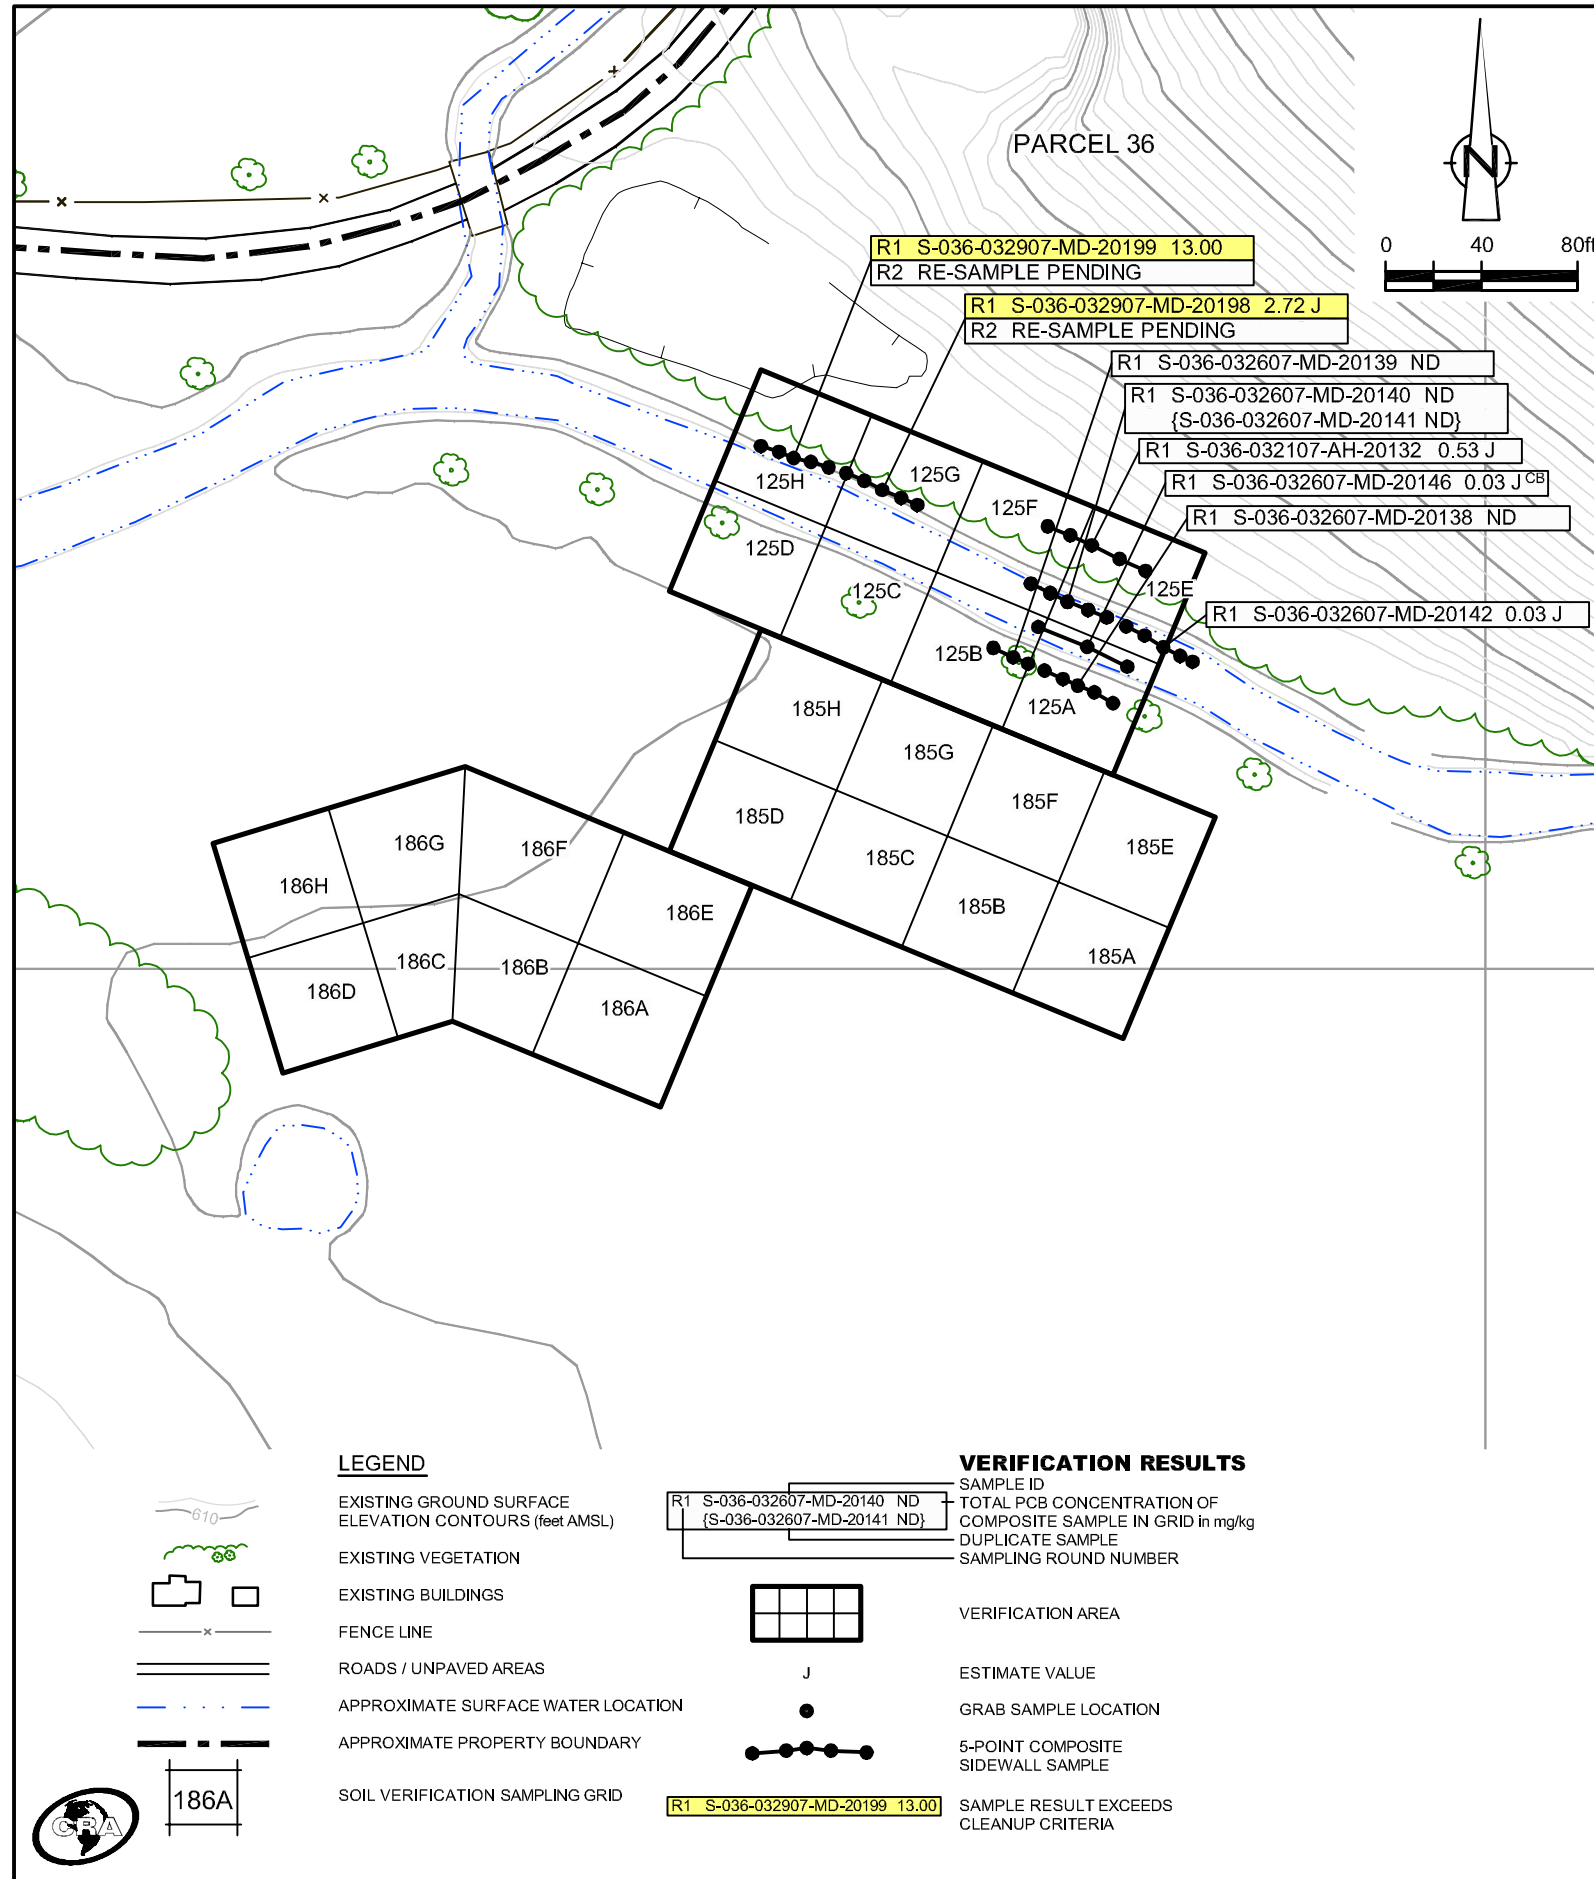 PARCEL 36
N
0 40 80ft
R1 S-036-032907-MD-20199 13.00
R2 RE-SAMPLE PENDING
R1 S-036-032907-MD-20198 2.72 J
R2 RE-SAMPLE PENDING
R1 S-036-032607-MD-20139 ND
R1 S-036-032607-MD-20140 ND
{S-036-032607-MD-20141 ND}
R1 S-036-032107-AH-20132 0.53 J
R1 S-036-032607-MD-20146 0.03 J CB
R1 S-036-032607-MD-20138 ND
R1 S-036-032607-MD-20142 0.03 J
125H
125G
125F
125E
125D
125C
125B
125A
185H
185G
185F
185E
185D
185C
185B
185A
186H
186G
186F
186E
186D
186C
186B
186A
LEGEND
610
EXISTING GROUND SURFACE
ELEVATION CONTOURS (feet AMSL)
EXISTING VEGETATION
EXISTING BUILDINGS
FENCE LINE
ROADS / UNPAVED AREAS
APPROXIMATE SURFACE WATER LOCATION
APPROXIMATE PROPERTY BOUNDARY
186A
SOIL VERIFICATION SAMPLING GRID
CRA
VERIFICATION RESULTS
R1 S-036-032607-MD-20140 ND
{S-036-032607-MD-20141 ND}
SAMPLE ID
TOTAL PCB CONCENTRATION OF
COMPOSITE SAMPLE IN GRID in mg/kg
DUPLICATE SAMPLE
SAMPLING ROUND NUMBER
VERIFICATION AREA
J
ESTIMATE VALUE
GRAB SAMPLE LOCATION
5-POINT COMPOSITE
SIDEWALL SAMPLE
R1 S-036-032907-MD-20199 13.00
SAMPLE RESULT EXCEEDS
CLEANUP CRITERIA